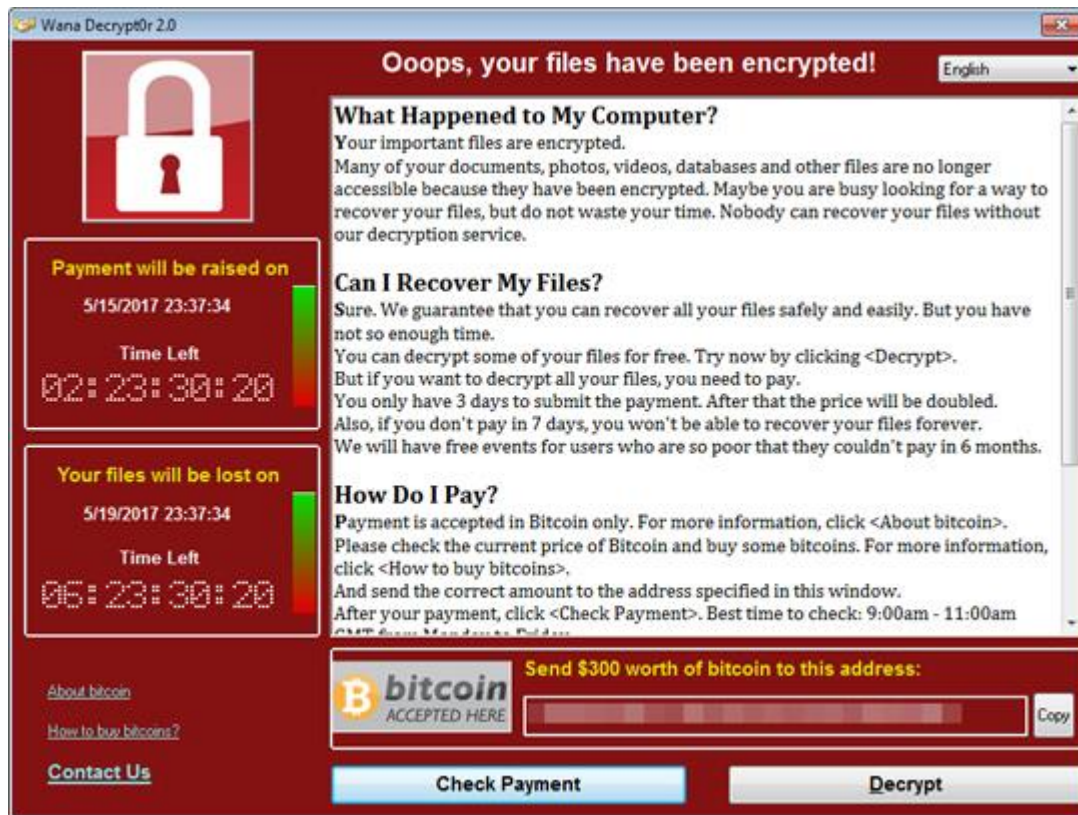 Wana Decrypt0r 2.0
Ooops, your files have been encrypted!
English
Payment will be raised on
5/15/2017 23:37:34
Time Left
02:23:30:20
Your files will be lost on
5/19/2017 23:37:34
Time Left
06:23:30:20
About bitcoin
How to buy bitcoins?
Contact Us
What Happened to My Computer?
Your important files are encrypted.
Many of your documents, photos, videos, databases and other files are no longer
accessible because they have been encrypted. Maybe you are busy looking for a way to
recover your files, but do not waste your time. Nobody can recover your files without
our decryption service.
Can I Recover My Files?
Sure. We guarantee that you can recover all your files safely and easily. But you have
not so enough time.
You can decrypt some of your files for free. Try now by clicking <Decrypt>.
But if you want to decrypt all your files, you need to pay.
You only have 3 days to submit the payment. After that the price will be doubled.
Also, if you don't pay in 7 days, you won't be able to recover your files forever.
We will have free events for users who are so poor that they couldn't pay in 6 months.
How Do I Pay?
Payment is accepted in Bitcoin only. For more information, click <About bitcoin>.
Please check the current price of Bitcoin and buy some bitcoins. For more information,
click <How to buy bitcoins>.
And send the correct amount to the address specified in this window.
After your payment, click <Check Payment>. Best time to check: 9:00am - 11:00am
GMT from Monday to Friday
bitcoin
ACCEPTED HERE
Send $300 worth of bitcoin to this address:
Copy
Check Payment
Decrypt